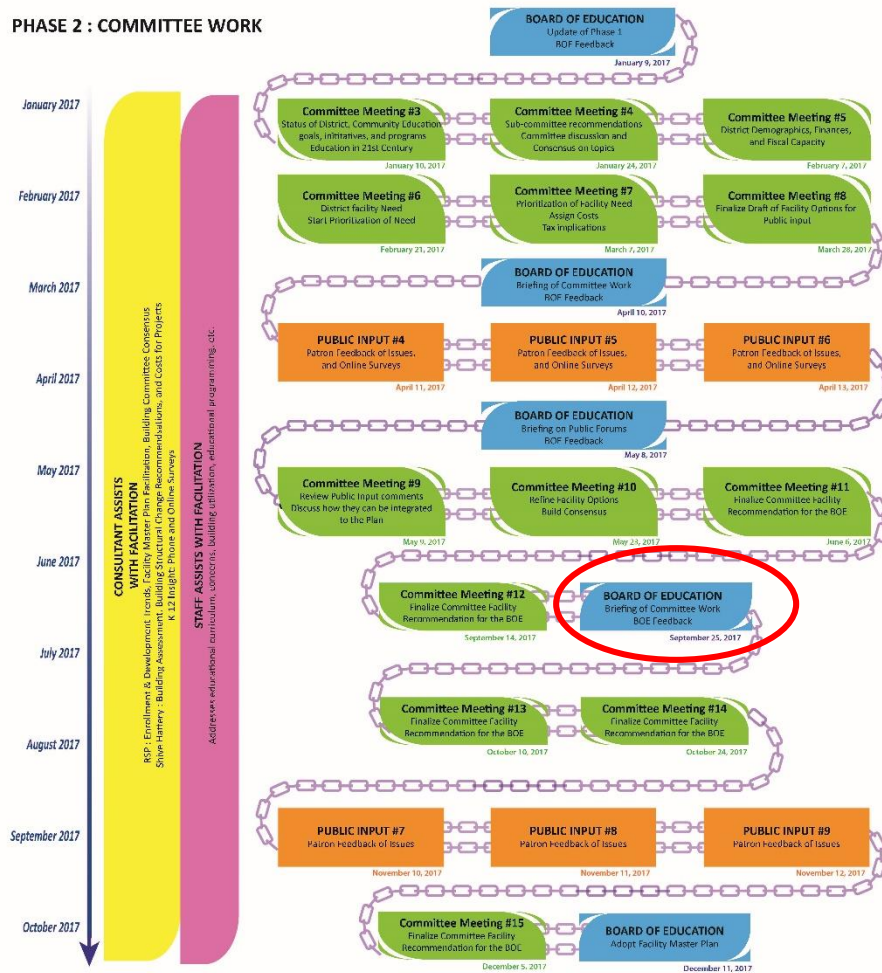 PHASE 2 : COMMITTEE WORK
BOARD OF EDUCATION
Update of Phase 1
BOE Feedback
January 9, 2017
January 2017
Committee Meeting #3
Status of District, Community Education
goals, inititatives, and programs
Education in 21st Century
January 10, 2017
Committee Meeting #4
Sub-committee recommendations
Committee discussion and
Consensus on topics
January 24, 2017
Committee Meeting #5
District Demographics, Finances,
and Fiscal Capacity
February 7, 2017
February 2017
Committee Meeting #6
District facility Need
Start Prioritization of Need
February 21, 2017
Committee Meeting #7
Prioritization of Facility Need
Assign Costs
Tax implications
March 7, 2017
Committee Meeting #8
Finalize Draft of Facility Options for
Public input
March 28, 2017
March 2017
BOARD OF EDUCATION
Briefing of Committee Work
BOE Feedback
April 10, 2017
PUBLIC INPUT #4
Patron Feedback of Issues,
and Online Surveys
April 11, 2017
PUBLIC INPUT #5
Patron Feedback of Issues,
and Online Surveys
April 12, 2017
PUBLIC INPUT #6
Patron Feedback of Issues,
and Online Surveys
April 13, 2017
April 2017
BOARD OF EDUCATION
Briefing on Public Forums
BOE Feedback
May 8, 2017
May 2017
Committee Meeting #9
Review Public Input comments
Discuss how they can be integrated
to the Plan
May 9, 2017
Committee Meeting #10
Refine Facility Options
Build Consensus
May 23, 2017
Committee Meeting #11
Finalize Committee Facility
Recommendation for the BOE
June 6, 2017
June 2017
Committee Meeting #12
Finalize Committee Facility
Recommendation for the BOE
September 14, 2017
BOARD OF EDUCATION
Briefing of Committee Work
BOE Feedback
September 25, 2017
July 2017
Committee Meeting #13
Finalize Committee Facility
Recommendation for the BOE
October 10, 2017
Committee Meeting #14
Finalize Committee Facility
Recommendation for the BOE
October 24, 2017
August 2017
September 2017
PUBLIC INPUT #7
Patron Feedback of Issues
November 10, 2017
PUBLIC INPUT #8
Patron Feedback of Issues
November 11, 2017
PUBLIC INPUT #9
Patron Feedback of Issues
November 12, 2017
October 2017
Committee Meeting #15
Finalize Committee Facility
Recommendation for the BOE
December 5, 2017
BOARD OF EDUCATION
Adopt Facility Master Plan
December 11, 2017
CONSULTANT ASSISTS
WITH FACILITATION
RSP : Enrollment & Development Trends, Facility Master Plan Facilitation, Building Committee Consensus
Shive Hattery : Building Assessment, Building Structural Change Recommendations, and Costs for Projects
K 12 Insight: Phone and Online Surveys
STAFF ASSISTS WITH FACILITATION
Addresses educational curriculum, concerns, building utilization, educational programming, etc.